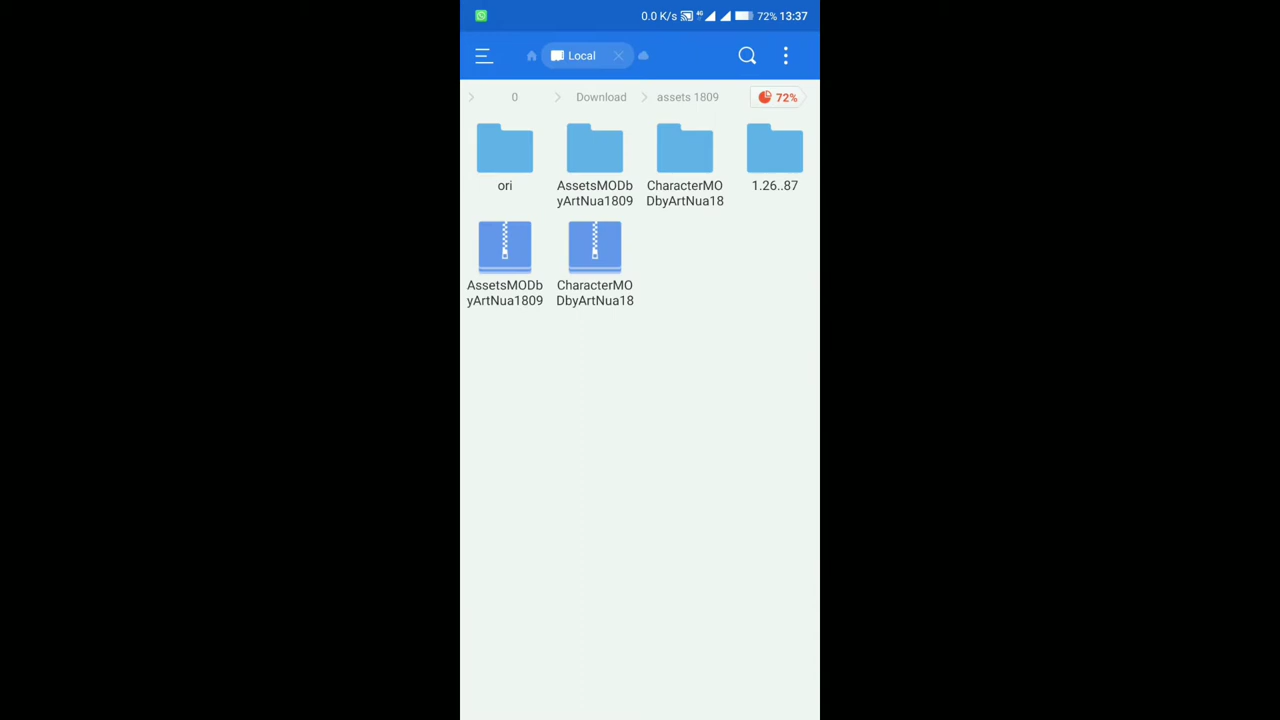 0.0 K/s 4G 72% 13:37
Local
0 Download assets 1809 72%
ori
AssetsMODb
yArtNua1809
CharacterMO
DbyArtNua18
1.26..87
AssetsMODb
yArtNua1809
CharacterMO
DbyArtNua18